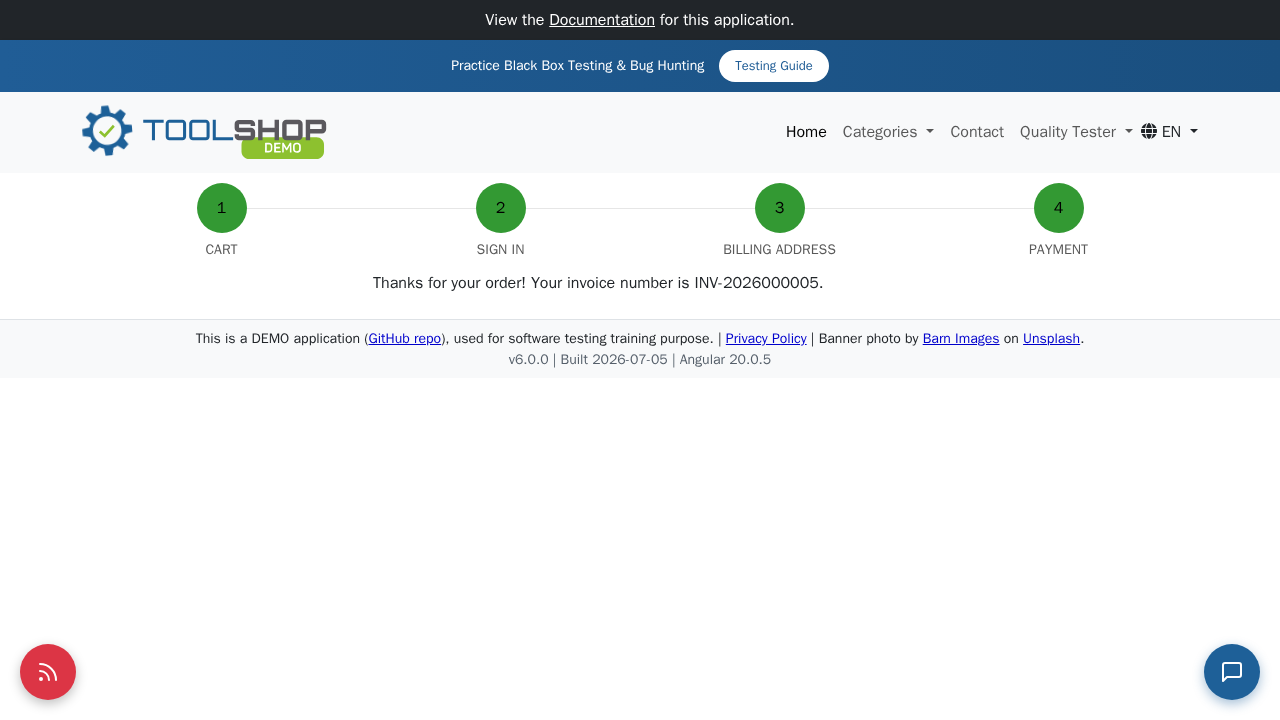 View the Documentation for this application.
Practice Black Box Testing & Bug Hunting Testing Guide
TOOLSHOP
DEMO
Home Categories Contact Quality Tester EN
1 2 3 4
CART SIGN IN BILLING ADDRESS PAYMENT
Thanks for your order! Your invoice number is INV-2026000005.
This is a DEMO application (GitHub repo), used for software testing training purpose. | Privacy Policy | Banner photo by Barn Images on Unsplash.
v6.0.0 | Built 2026-07-05 | Angular 20.0.5